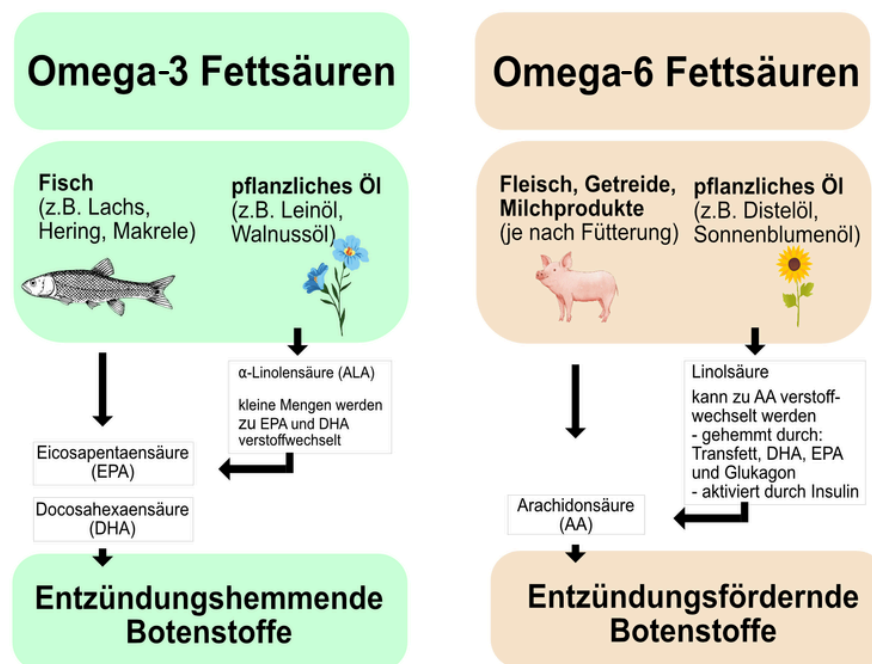 Omega-3 Fettsäuren
Fisch
(z.B. Lachs,
Hering, Makrele)
pflanzliches Öl
(z.B. Leinöl,
Walnussöl)
α-Linolensäure (ALA)
kleine Mengen werden
zu EPA und DHA
verstoffwechselt
Eicosapentaensäure
(EPA)
Docosahexaensäure
(DHA)
Entzündungshemmende
Botenstoffe
Omega-6 Fettsäuren
Fleisch, Getreide,
Milchprodukte
(je nach Fütterung)
pflanzliches Öl
(z.B. Distelöl,
Sonnenblumenöl)
Linolsäure
kann zu AA verstoff-
wechselt werden
- gehemmt durch:
Transfett, DHA, EPA
und Glukagon
- aktiviert durch Insulin
Arachidonsäure
(AA)
Entzündungsfördernde
Botenstoffe